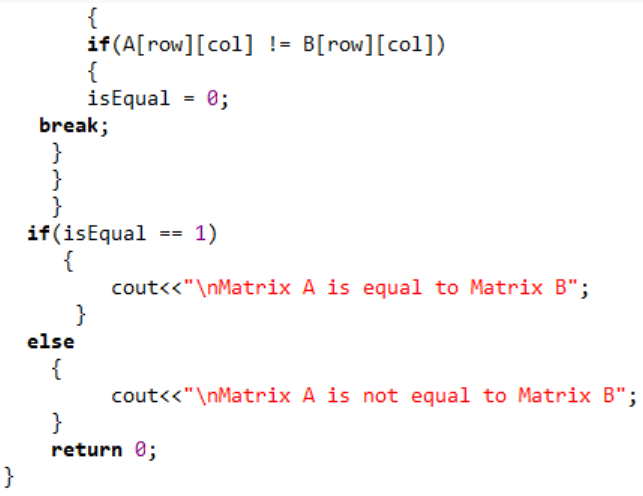 {
if(A[row][col] != B[row][col])
{
isEqual = 0;
break;
}
}
}
if(isEqual == 1)
{
cout<<"\nMatrix A is equal to Matrix B";
}
else
{
cout<<"\nMatrix A is not equal to Matrix B";
}
return 0;
}